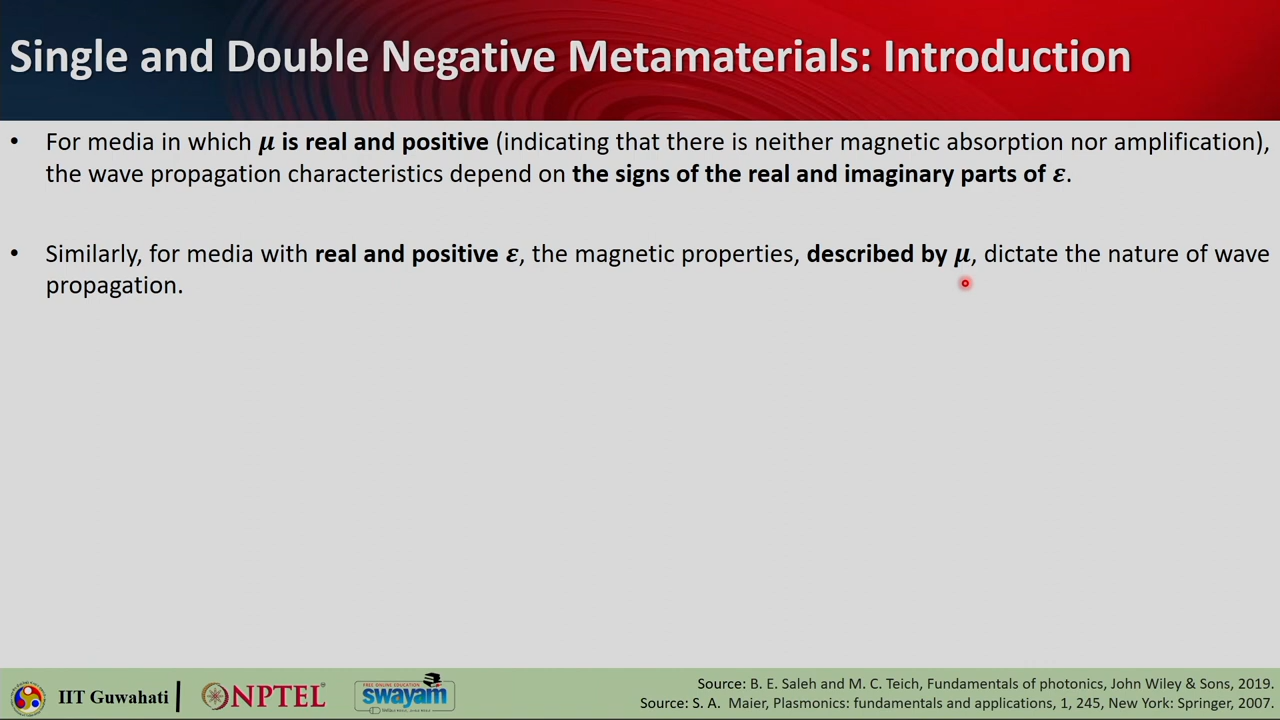 Single and Double Negative Metamaterials: Introduction
• For media in which μ is real and positive (indicating that there is neither magnetic absorption nor amplification),
the wave propagation characteristics depend on the signs of the real and imaginary parts of ε.
• Similarly, for media with real and positive ε, the magnetic properties, described by μ, dictate the nature of wave
propagation.
IIT Guwahati
NPTEL
FREE ONLINE EDUCATION
swayam
Source: B. E. Saleh and M. C. Teich, Fundamentals of photonics, John Wiley & Sons, 2019.
Source: S. A. Maier, Plasmonics: fundamentals and applications, 1, 245, New York: Springer, 2007.